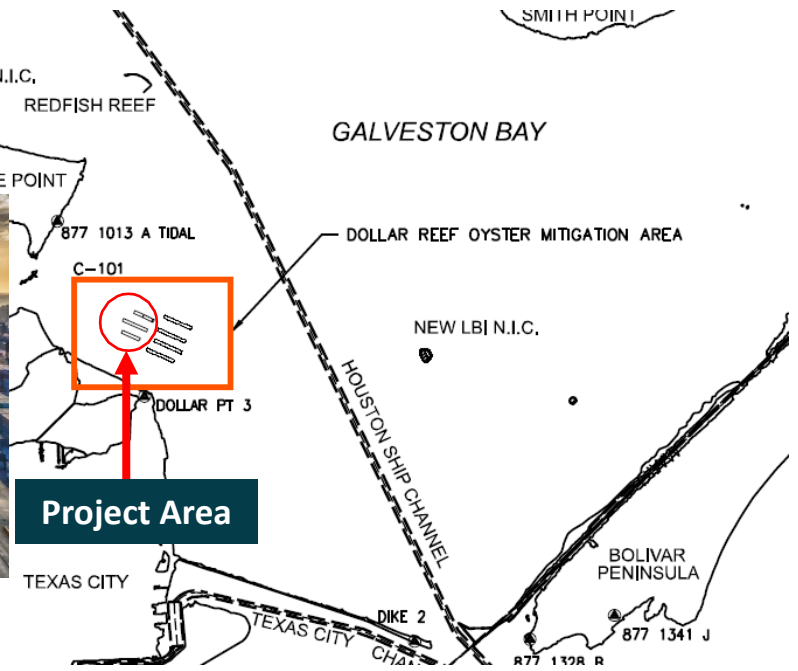 SMITH POINT
N.I.C.
REDFISH REEF
GALVESTON BAY
E POINT
877 1013 A TIDAL
DOLLAR REEF OYSTER MITIGATION AREA
C-101
NEW LBI N.I.C.
HOUSTON SHIP CHANNEL
DOLLAR PT 3
Project Area
TEXAS CITY
BOLIVAR
PENINSULA
DIKE 2
TEXAS CITY
877 1341 J
877 1328 B